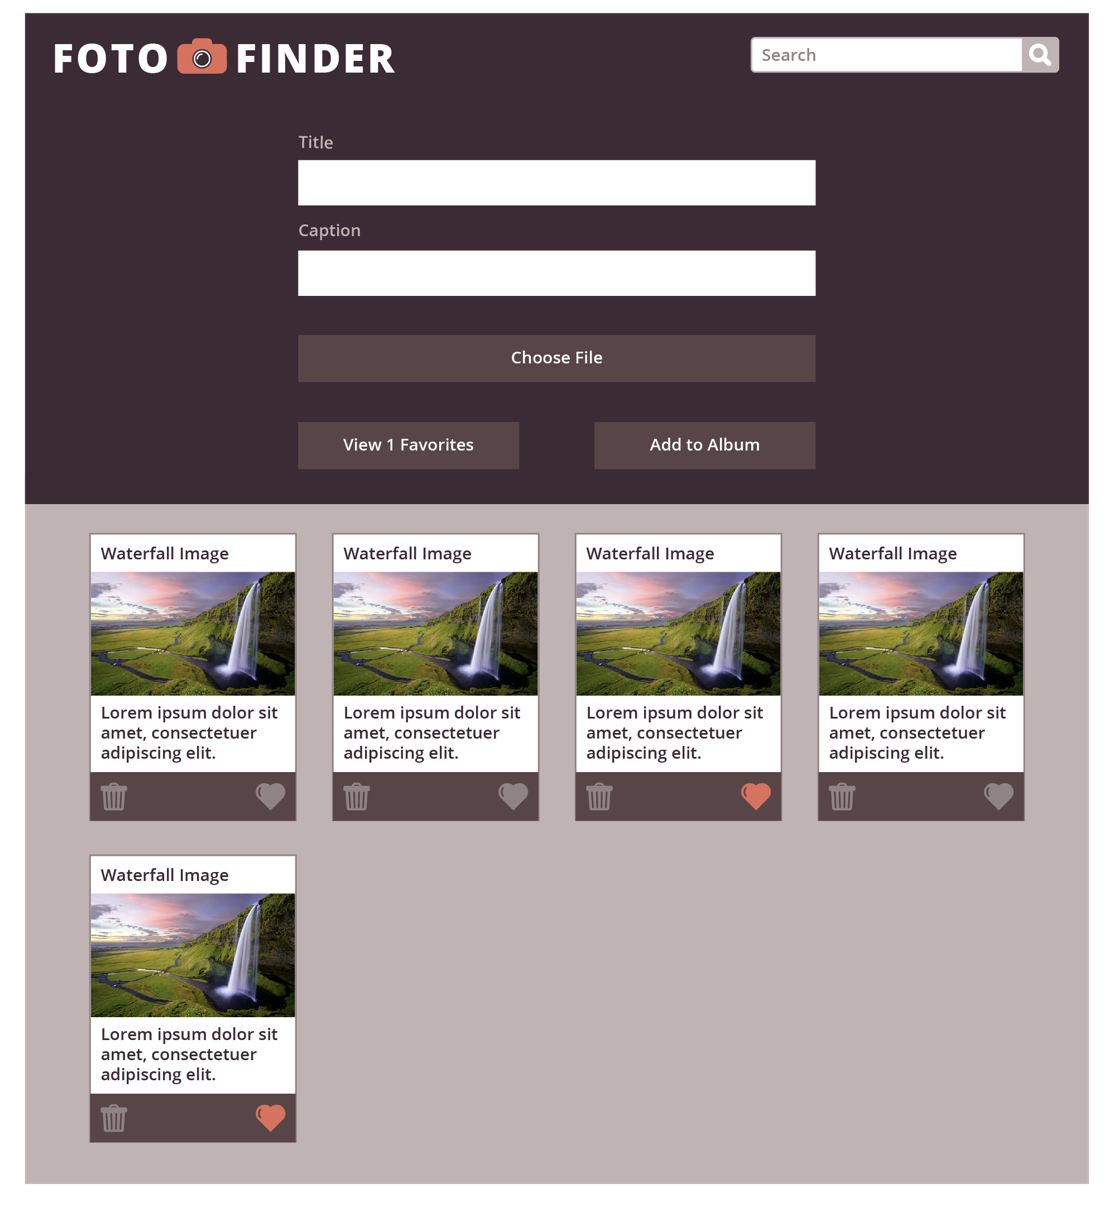 FOTO FINDER
Search
Title
Caption
Choose File
View 1 Favorites
Add to Album
Waterfall Image
Lorem ipsum dolor sit
amet, consectetuer
adipiscing elit.
Waterfall Image
Lorem ipsum dolor sit
amet, consectetuer
adipiscing elit.
Waterfall Image
Lorem ipsum dolor sit
amet, consectetuer
adipiscing elit.
Waterfall Image
Lorem ipsum dolor sit
amet, consectetuer
adipiscing elit.
Waterfall Image
Lorem ipsum dolor sit
amet, consectetuer
adipiscing elit.